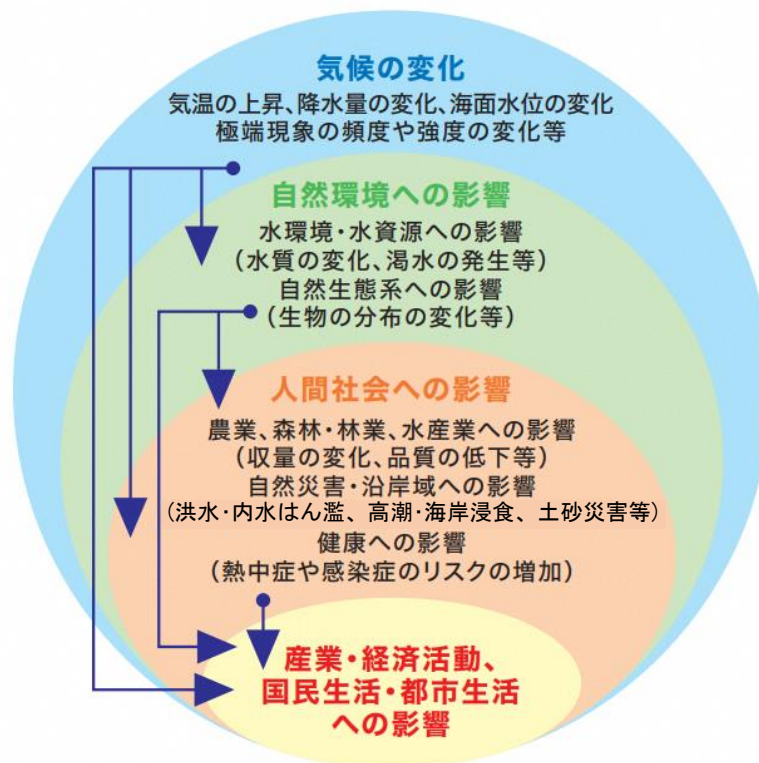 気候の変化
気温の上昇、降水量の変化、海面水位の変化
極端現象の頻度や強度の変化等
自然環境への影響
水環境・水資源への影響
（水質の変化、渇水の発生等）
自然生態系への影響
（生物の分布の変化等）
人間社会への影響
農業、森林・林業、水産業への影響
（収量の変化、品質の低下等）
自然災害・沿岸域への影響
（洪水・内水はん濫、高潮・海岸浸食、土砂災害等）
健康への影響
（熱中症や感染症のリスクの増加）
産業・経済活動、
国民生活・都市生活
への影響